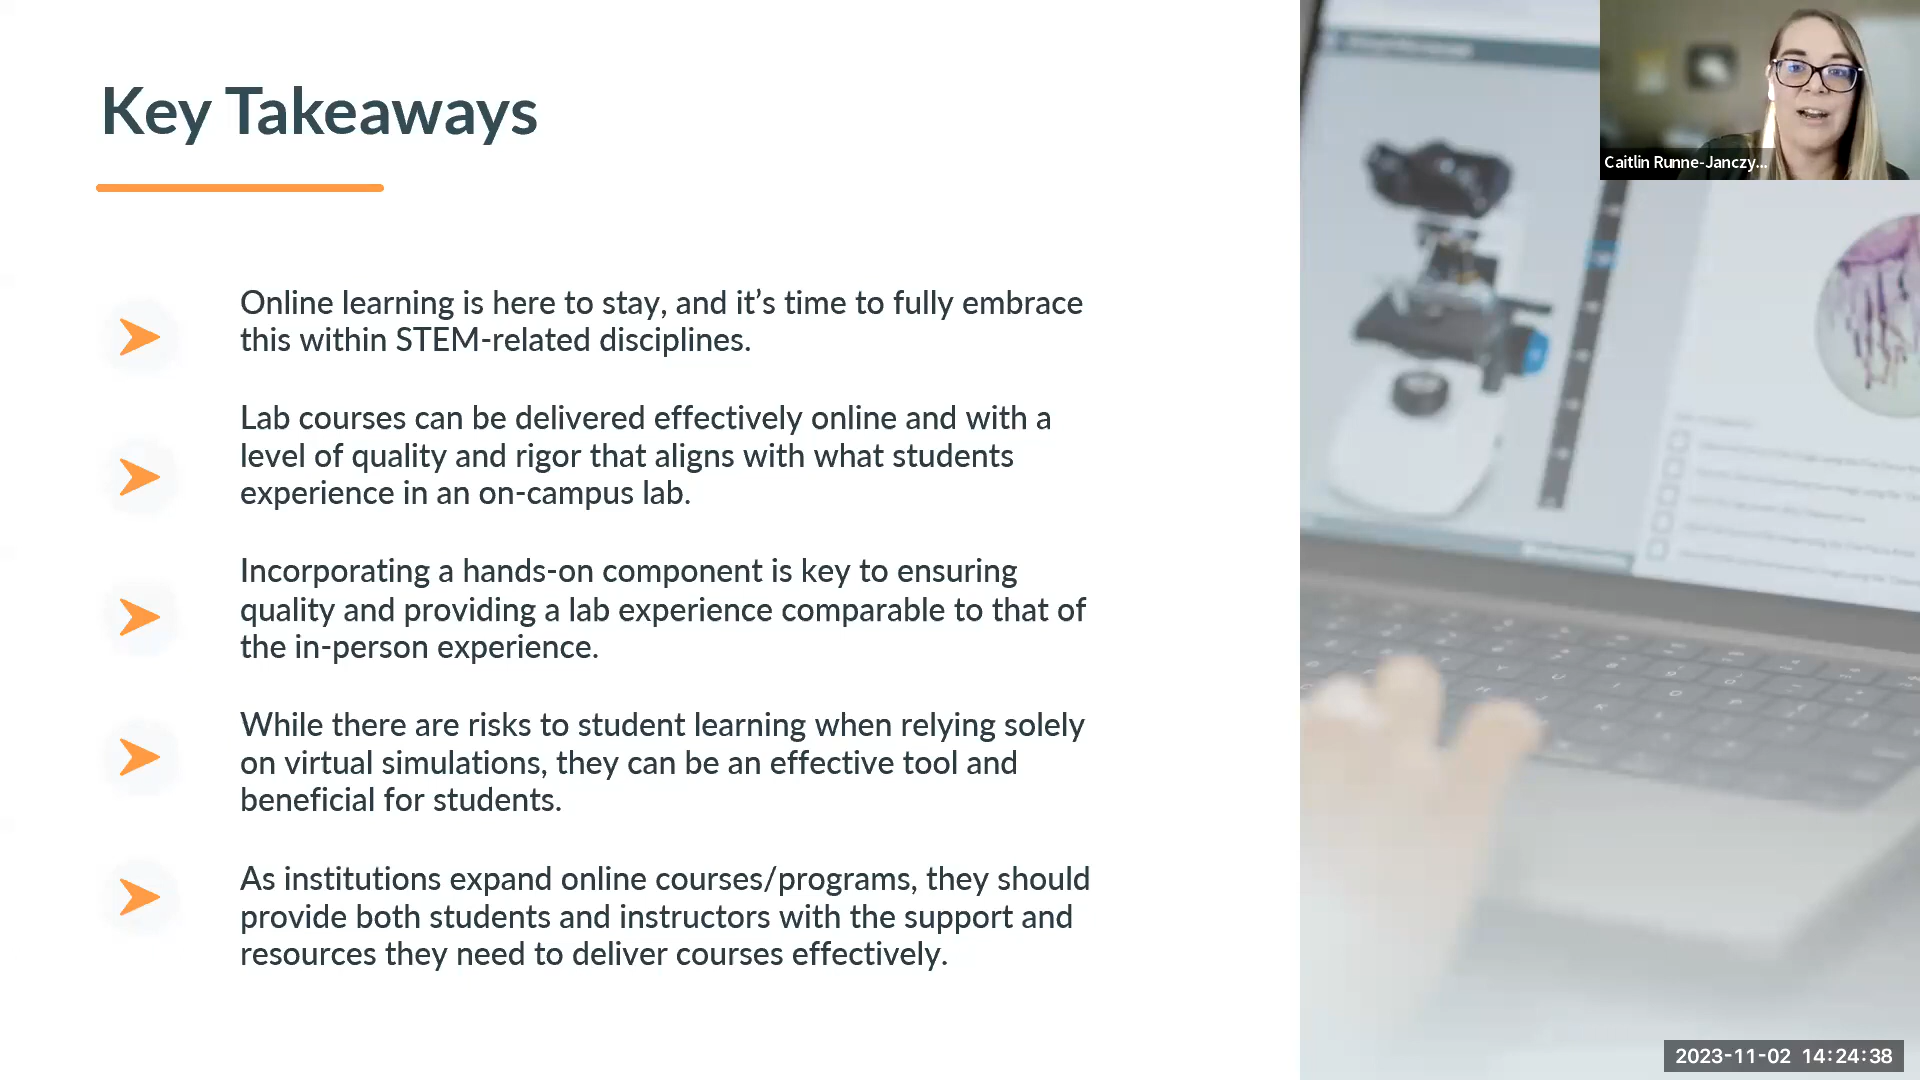 Key Takeaways
Caitlin Runne-Janczy...
Online learning is here to stay, and it’s time to fully embrace
this within STEM-related disciplines.
Lab courses can be delivered effectively online and with a
level of quality and rigor that aligns with what students
experience in an on-campus lab.
Incorporating a hands-on component is key to ensuring
quality and providing a lab experience comparable to that of
the in-person experience.
While there are risks to student learning when relying solely
on virtual simulations, they can be an effective tool and
beneficial for students.
As institutions expand online courses/programs, they should
provide both students and instructors with the support and
resources they need to deliver courses effectively.
2023-11-02 14:24:38